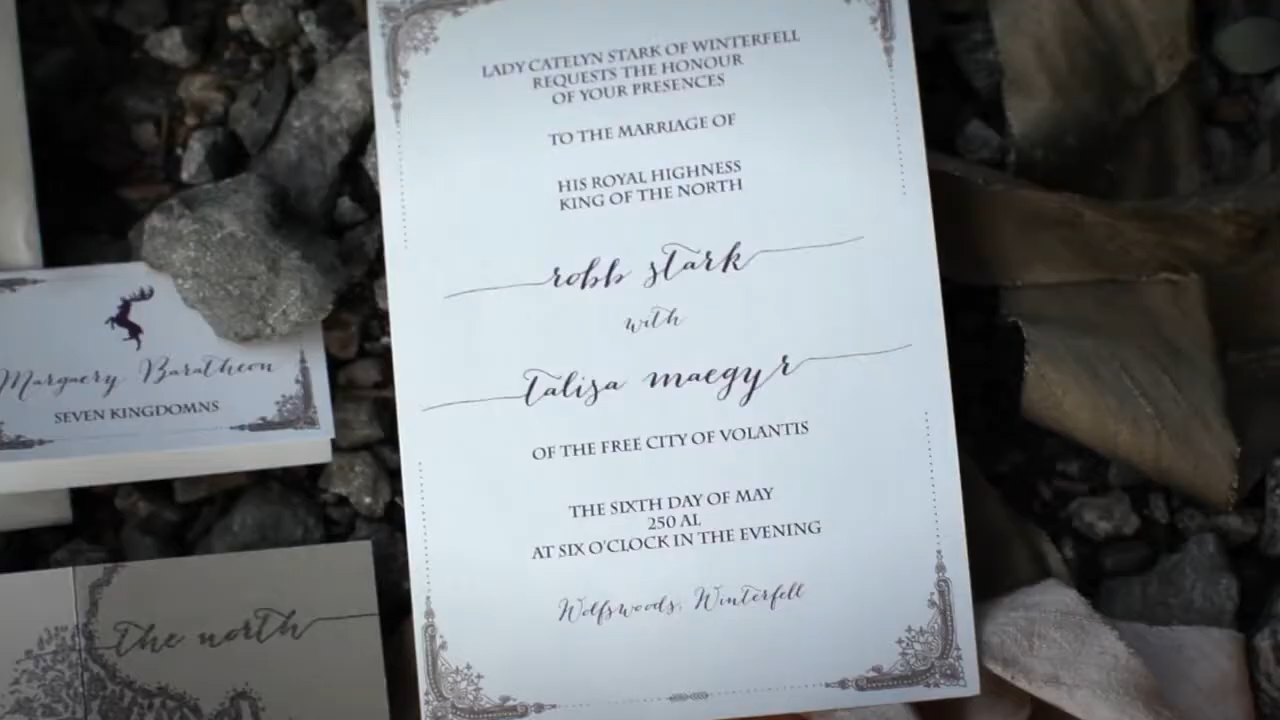 LADY CATELYN STARK OF WINTERFELL
REQUESTS THE HONOUR
OF YOUR PRESENCES
TO THE MARRIAGE OF
HIS ROYAL HIGHNESS
KING OF THE NORTH
robb stark
with
talisa maegyr
OF THE FREE CITY OF VOLANTIS
THE SIXTH DAY OF MAY
250 AL
AT SIX O'CLOCK IN THE EVENING
Wolfswoods, Winterfell
Margaery Baratheon
SEVEN KINGDOMNS
the north